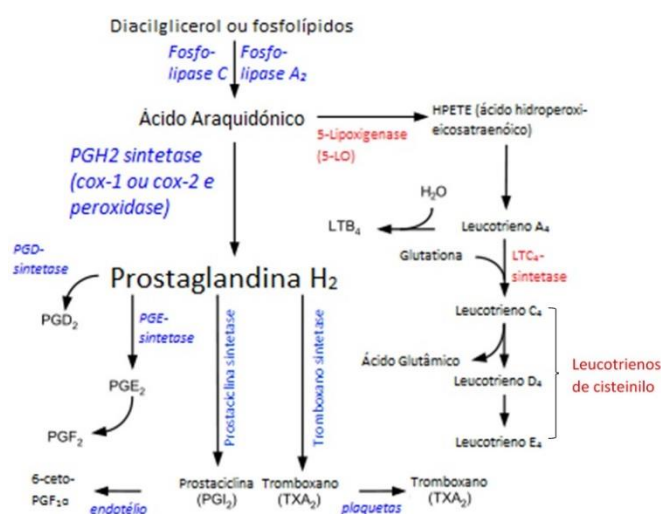 Diacilglicerol ou fosfolípidos
Fosfo-
lipase C
Fosfo-
lipase A₂
Ácido Araquidónico
5-Lipoxigenase
(5-LO)
HPETE (ácido hidroperoxi-
eicosatraenóico)
PGH2 sintetase
(cox-1 ou cox-2 e
peroxidase)
H₂O
LTB₄
Leucotrieno A₄
Glutationa
LTC₄-
sintetase
PGD-
sintetase
Prostaglandina H₂
PGD₂
PGE-
sintetase
Prostaciclina sintetase
Tromboxano sintetase
Leucotrieno C₄
Ácido Glutâmico
Leucotrieno D₄
Leucotrienos
de cisteinilo
PGE₂
PGF₂
Leucotrieno E₄
6-ceto-
PGF₁α
endotélio
Prostaciclina
(PGI₂)
Tromboxano
(TXA₂)
plaquetas
Tromboxano
(TXA₂)